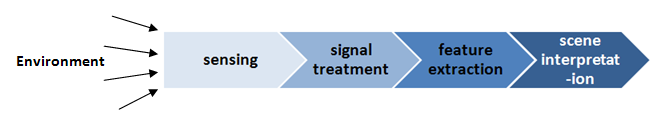 Environment
sensing
signal
treatment
feature
extraction
scene
interpretat
-ion